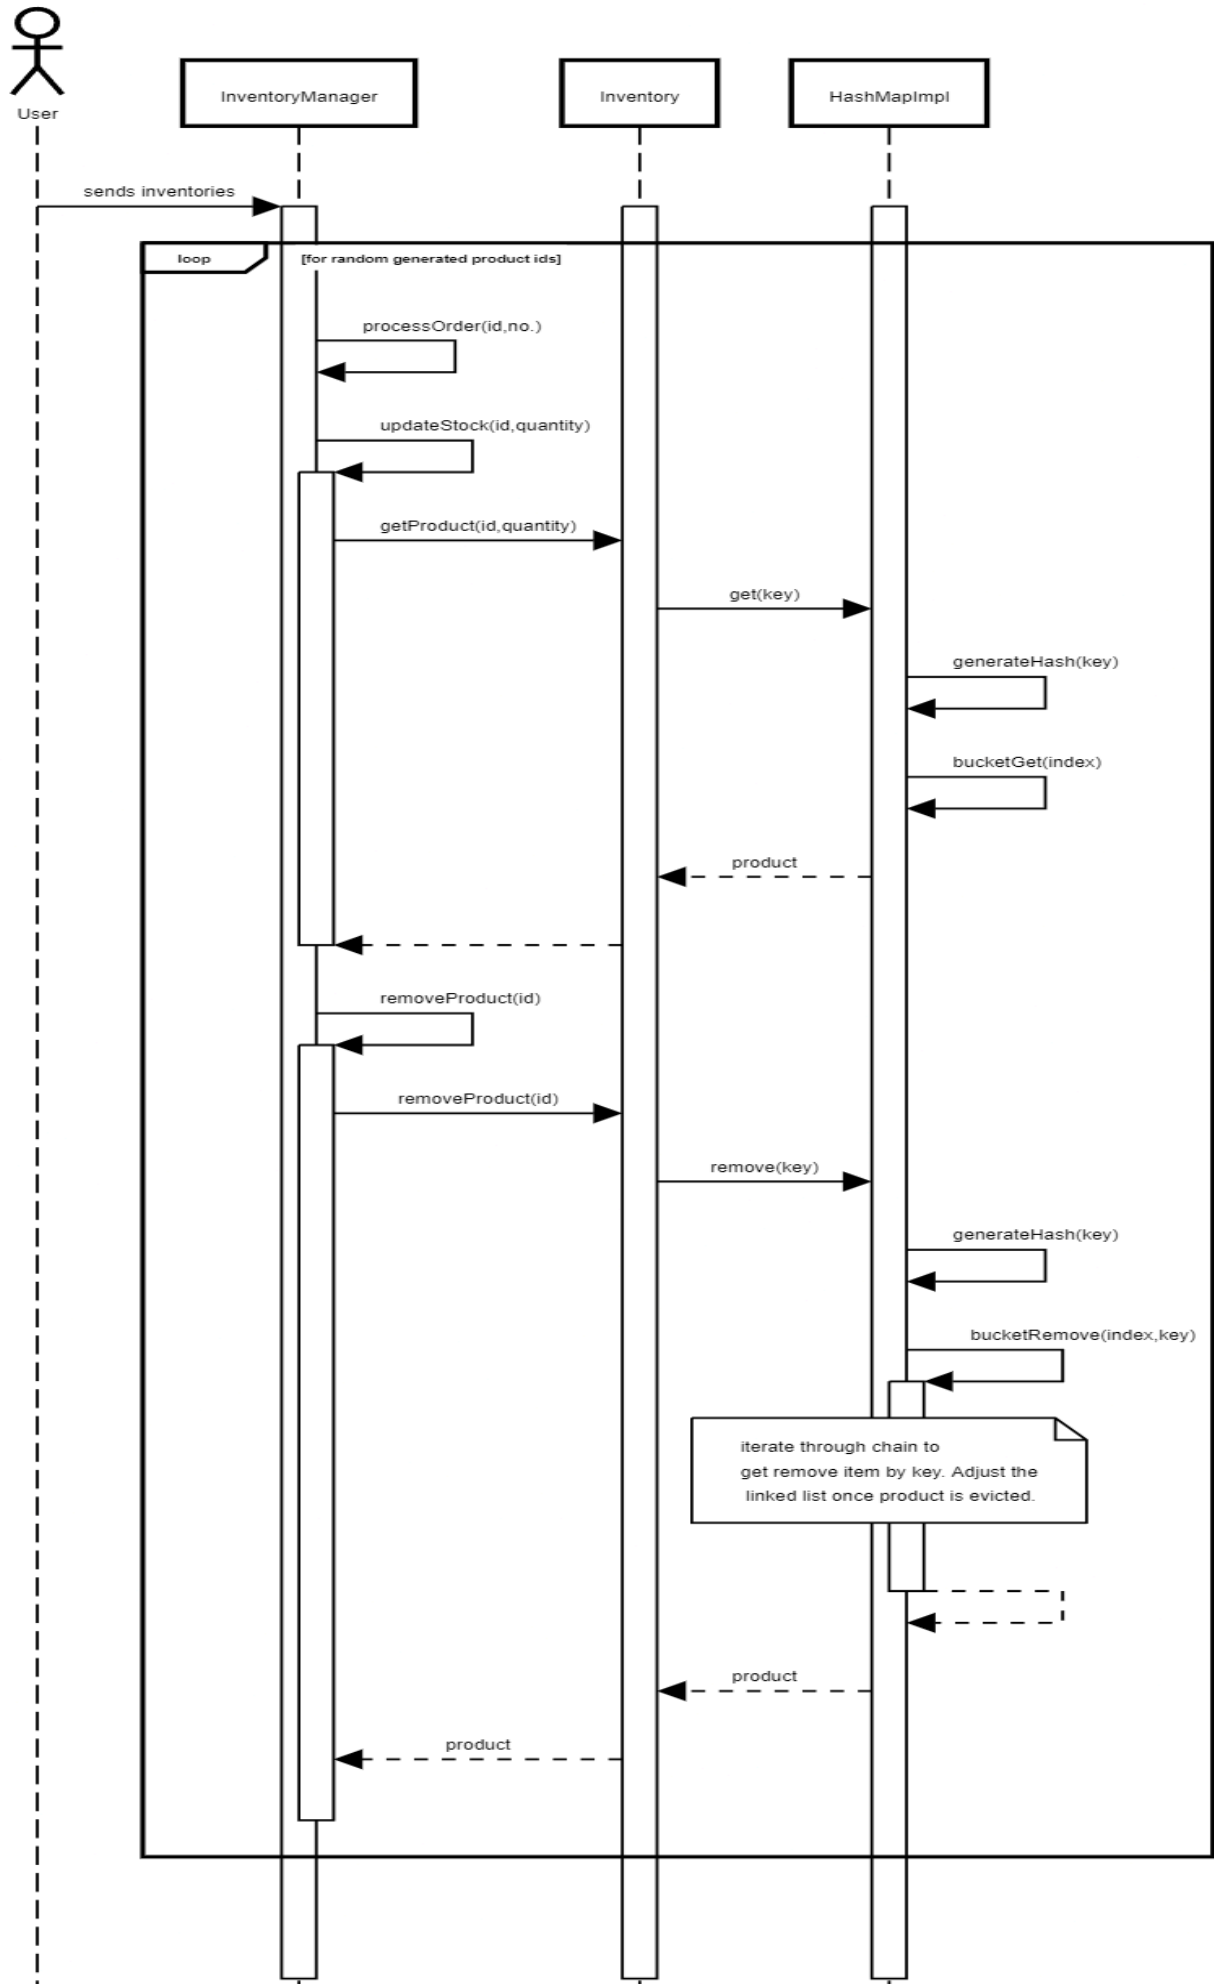 User
InventoryManager
Inventory
HashMapImpl
sends inventories
loop
[for random generated product ids]
processOrder(id,no.)
updateStock(id,quantity)
getProduct(id,quantity)
get(key)
generateHash(key)
bucketGet(index)
product
removeProduct(id)
removeProduct(id)
remove(key)
generateHash(key)
bucketRemove(index,key)
iterate through chain to
get remove item by key. Adjust the
linked list once product is evicted.
product
product